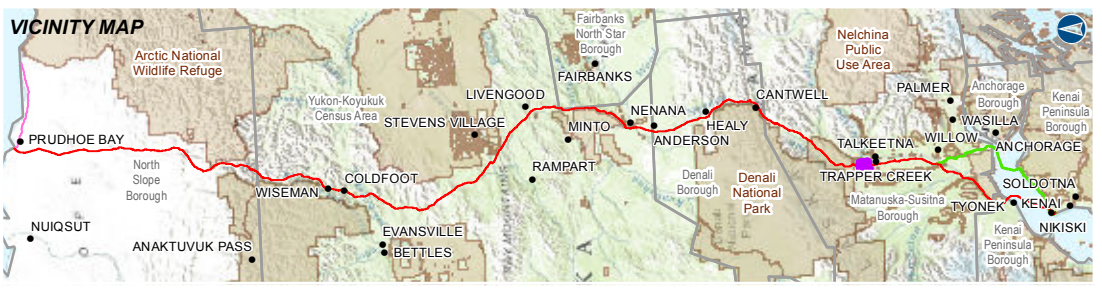 VICINITY MAP
Arctic National
Wildlife Refuge
Fairbanks
North Star
Borough
FAIRBANKS
Nelchina
Public
Use Area
Yukon-Koyukuk
Census Area
LIVENGOOD
STEVENS VILLAGE
MINTO
NENANA
CANTWELL
PALMER
Anchorage
Borough
Kenai
Peninsula
Borough
WASILLA
PRUDHOE BAY
ANDERSON
HEALY
TALKEETNA
WILLOW
ANCHORAGE
North
Slope
Borough
WISEMAN
COLDFOOT
RAMPART
Denali
Borough
Denali
National
Park
TRAPPER CREEK
Matanuska-Susitna
Borough
SOLDOTNA
TYONEK
KENAI
NIKISKI
NUIQSUT
ANAKTUVUK PASS
EVANSVILLE
BETTLES
Kenai
Peninsula
Borough